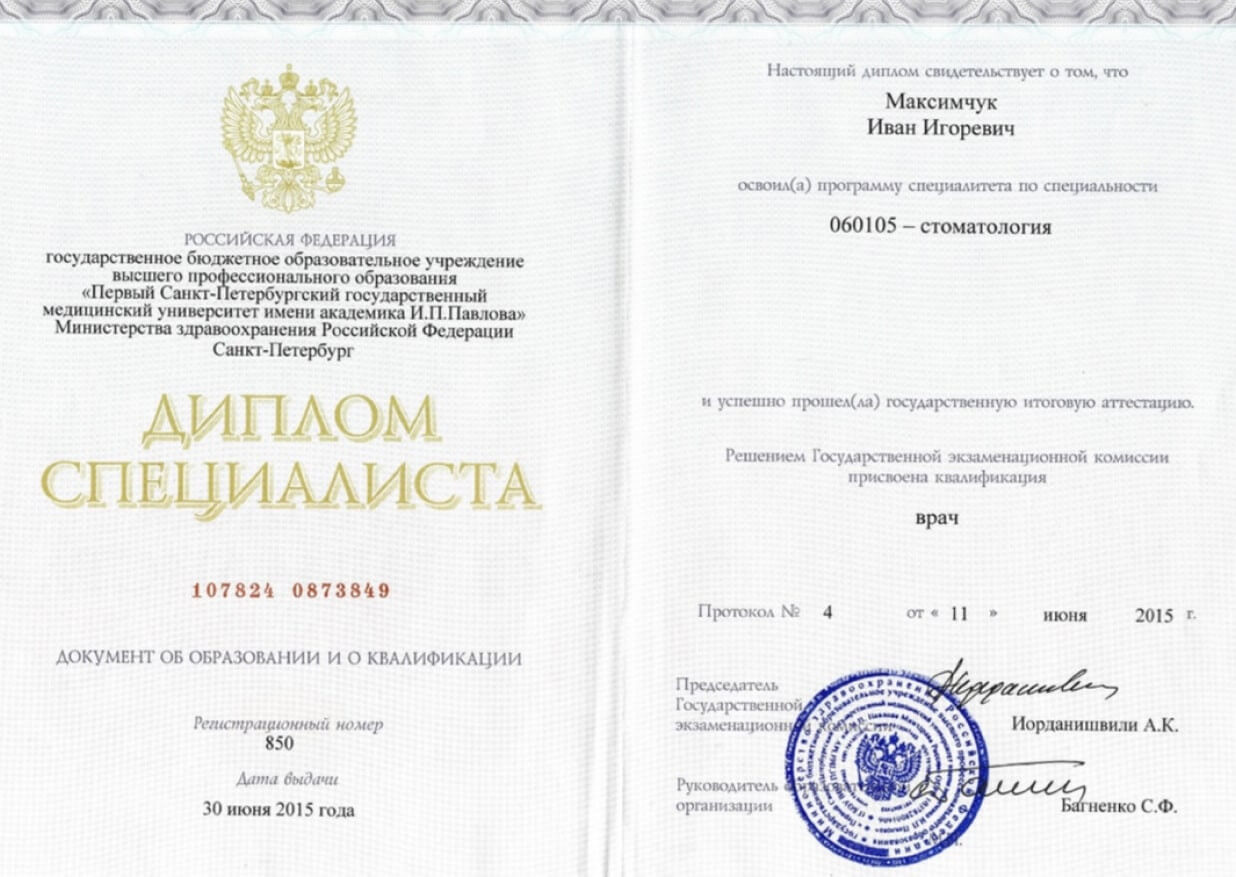 РОССИЙСКАЯ ФЕДЕРАЦИЯ
государственное бюджетное образовательное учреждение
высшего профессионального образования
«Первый Санкт-Петербургский государственный
медицинский университет имени академика И.П.Павлова»
Министерства здравоохранения Российской Федерации
Санкт-Петербург
ДИПЛОМ
СПЕЦИАЛИСТА
107824 0873849
ДОКУМЕНТ ОБ ОБРАЗОВАНИИ И О КВАЛИФИКАЦИИ
Регистрационный номер
850
Дата выдачи
30 июня 2015 года
Настоящий диплом свидетельствует о том, что
Максимчук
Иван Игоревич
освоил(а) программу специалитета по специальности
060105 – стоматология
и успешно прошел(ла) государственную итоговую аттестацию.
Решением Государственной экзаменационной комиссии
присвоена квалификация
врач
Протокол № 4 от « 11 » июня 2015 г.
Председатель
Государственной
экзаменационной комиссии
Иорданишвили А.К.
Руководитель образовательной
организации
Багненко С.Ф.